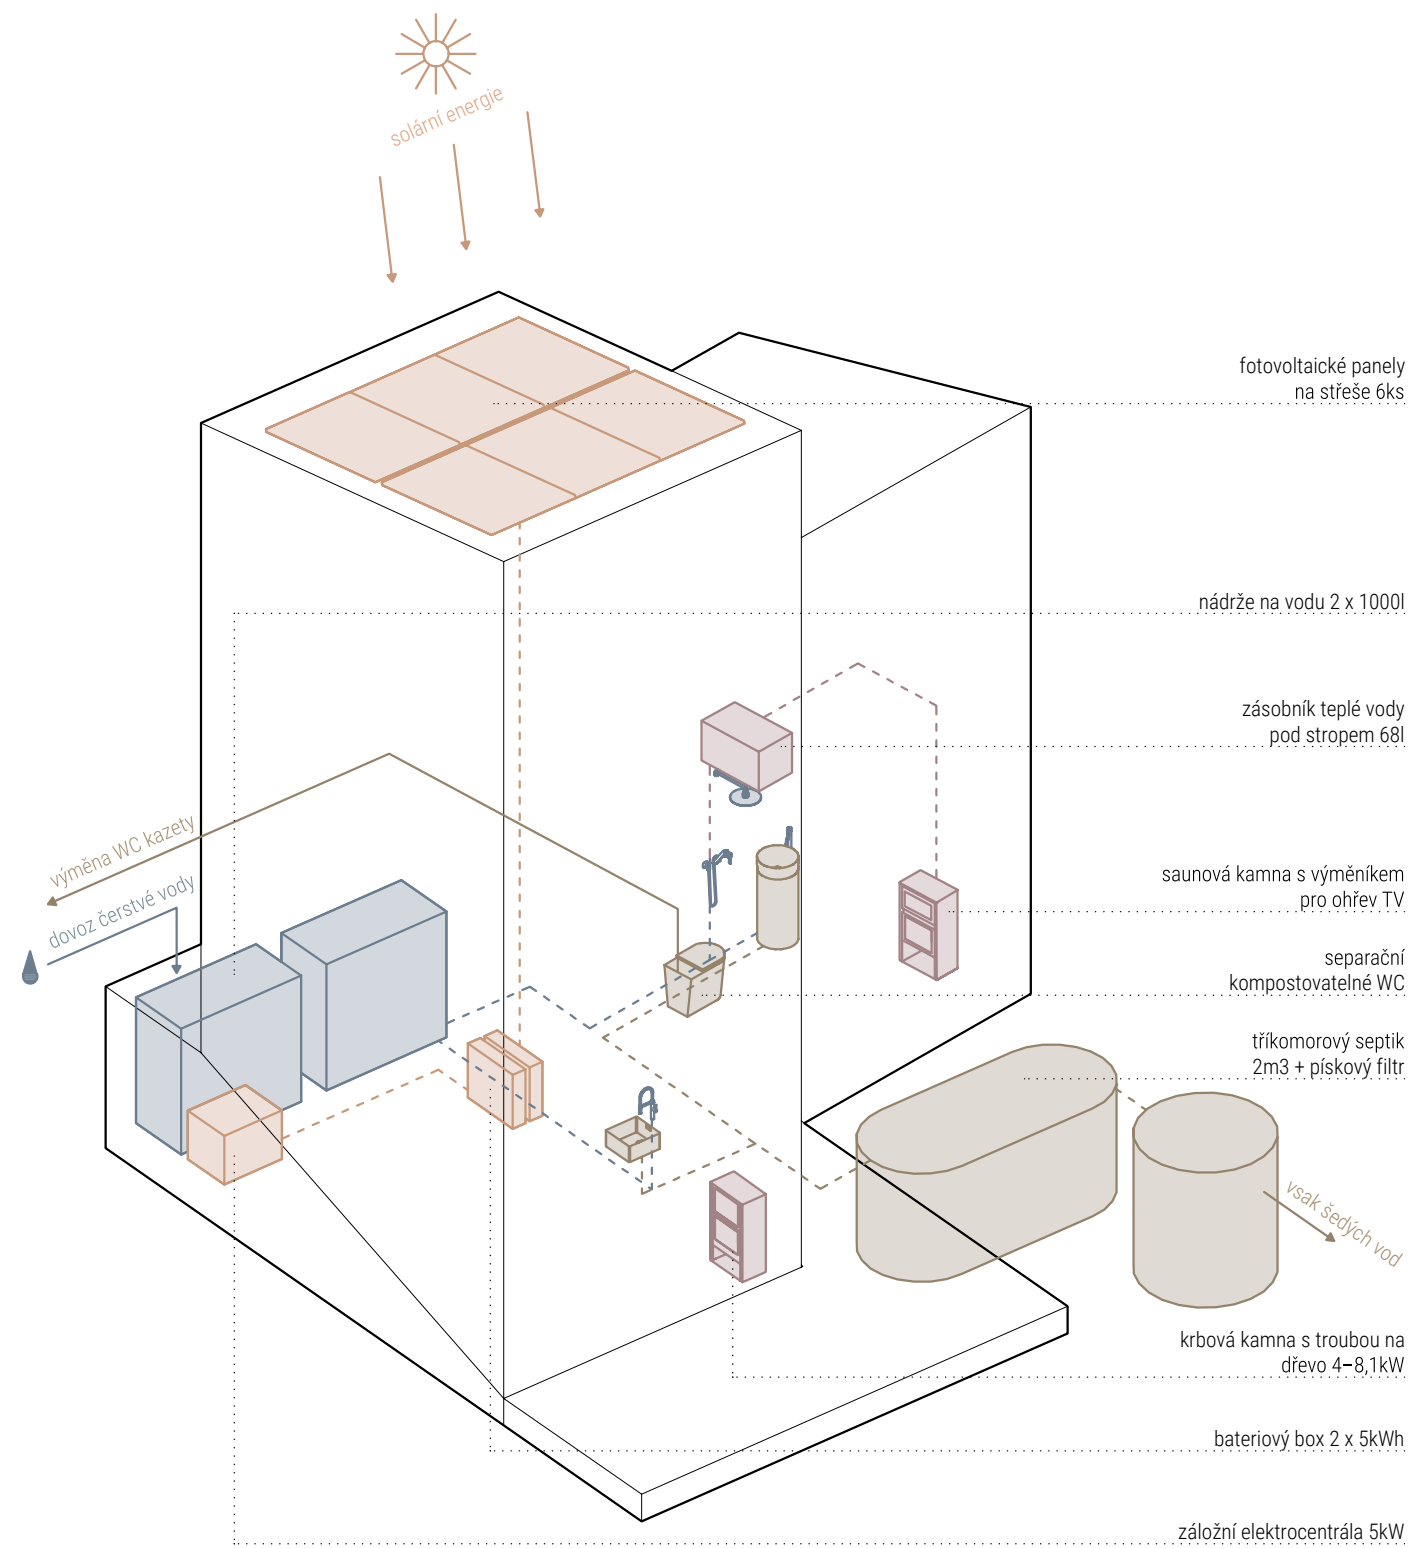 solární energie
fotovoltaické panely
na střeše 6ks
nádrže na vodu 2 x 1000l
zásobník teplé vody
pod stropem 68l
výměna WC kazety
dovoz čerstvé vody
saunová kamna s výměníkem
pro ohřev TV
separační
kompostovatelné WC
tříkomorový septik
2m3 + pískový filtr
vsak šedých vod
krbová kamna s troubou na
dřevo 4–8,1kW
bateriový box 2 x 5kWh
záložní elektrocentrála 5kW